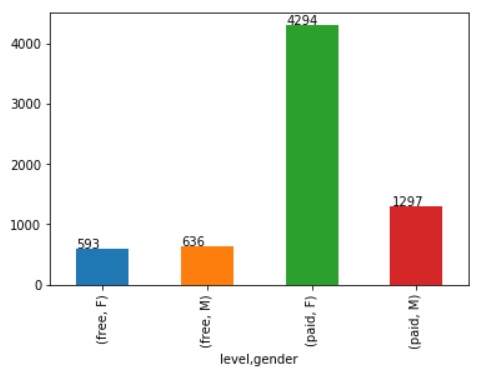 4294
4000
3000
2000
1297
1000
593
636
0
(free, F)
(free, M)
(paid, F)
(paid, M)
level,gender